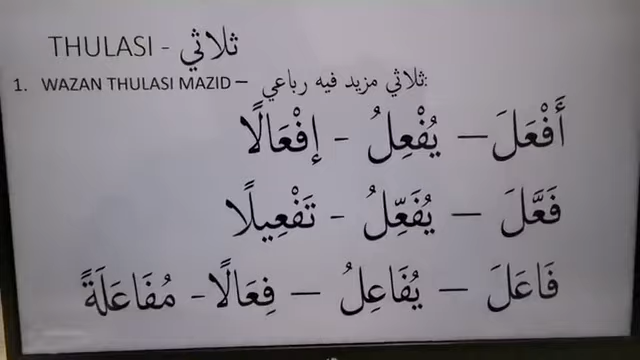 THULASI - ثلاثي
1. WAZAN THULASI MAZID – ثلاثي مزيد فيه رباعي:
أَفْعَلَ – يُفْعِلُ - إِفْعَالًا
فَعَّلَ – يُفَعِّلُ - تَفْعِيلًا
فَاعَلَ – يُفَاعِلُ – فِعَالًا- مُفَاعَلَةً